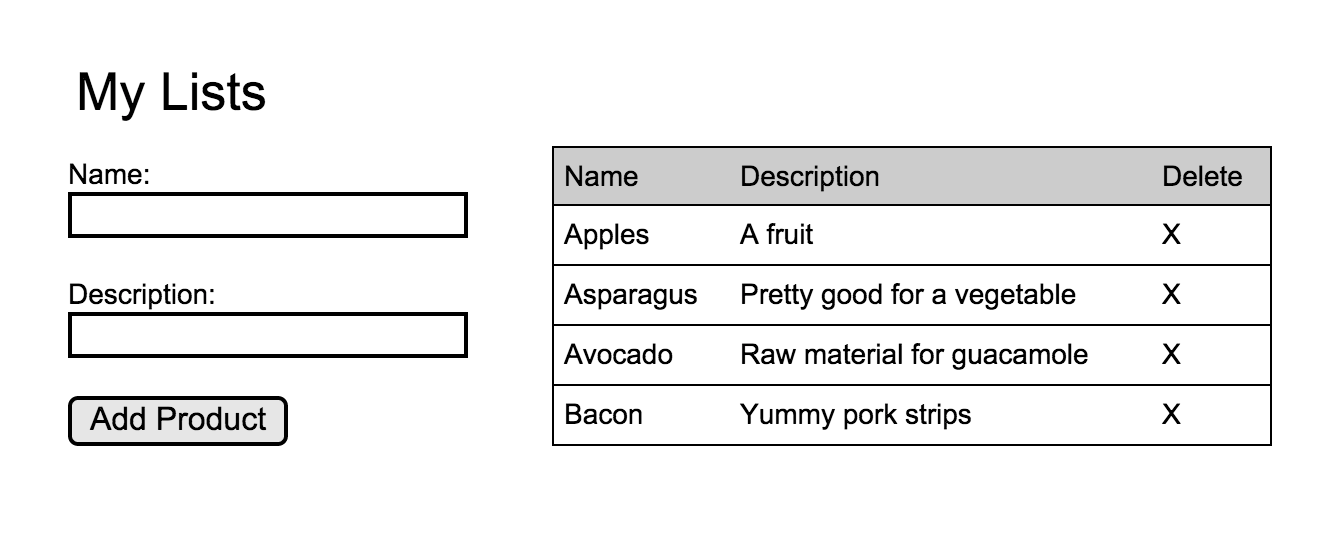 My Lists
Name:
Description:
Add Product
Name Description Delete
Apples A fruit X
Asparagus Pretty good for a vegetable X
Avocado Raw material for guacamole X
Bacon Yummy pork strips X